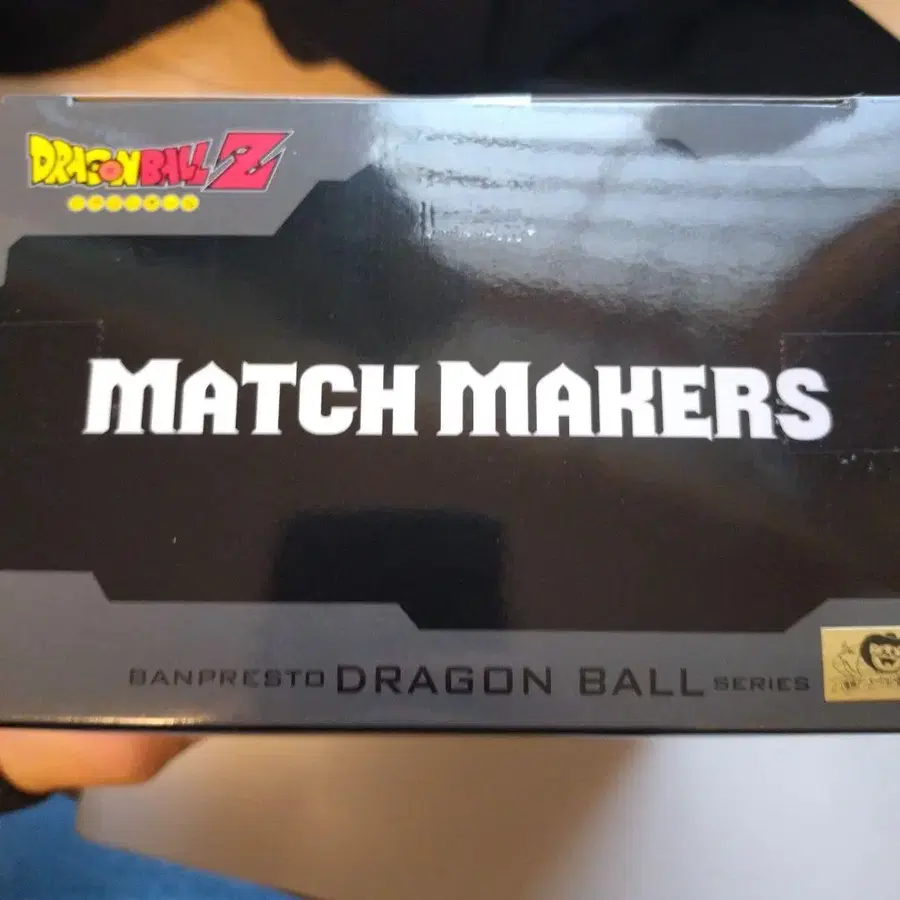 DRAGON BALL Z
MATCH MAKERS
BANPRESTO DRAGON BALL SERIES